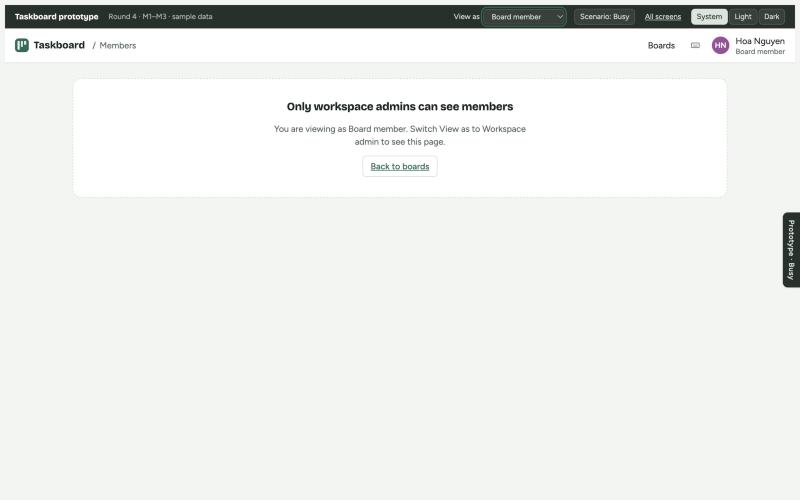 Taskboard prototype Round 4 · M1–M3 · sample data View as Board member Scenario: Busy All screens System Light Dark
Taskboard / Members Boards HN Hoa Nguyen
Board member
Only workspace admins can see members
You are viewing as Board member. Switch View as to Workspace
admin to see this page.
Back to boards
Prototype · Busy